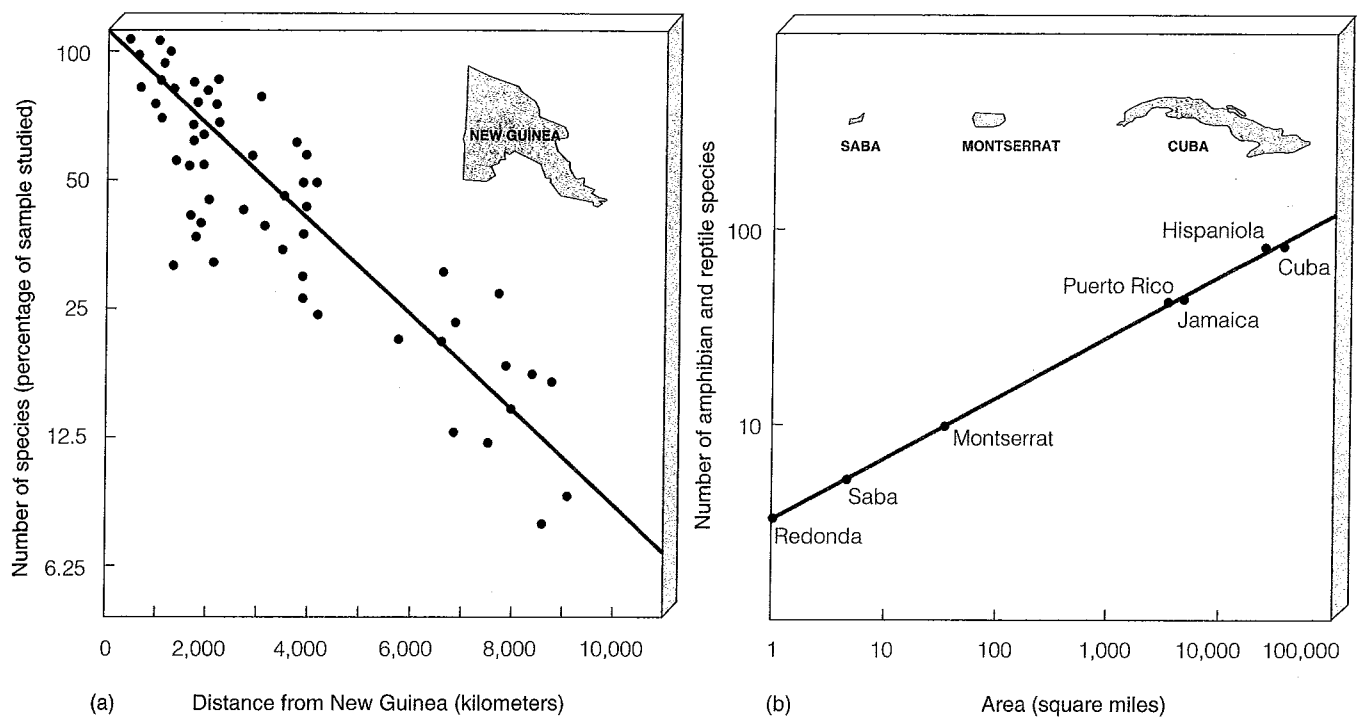 Number of species (percentage of sample studied)
100
50
25
12.5
6.25
NEW GUINEA
0
2,000
4,000
6,000
8,000
10,000
(a)
Distance from New Guinea (kilometers)
Number of amphibian and reptile species
100
10
SABA
MONTSERRAT
CUBA
Hispaniola
Cuba
Puerto Rico
Jamaica
Montserrat
Saba
Redonda
1
10
100
1,000
10,000
100,000
(b)
Area (square miles)